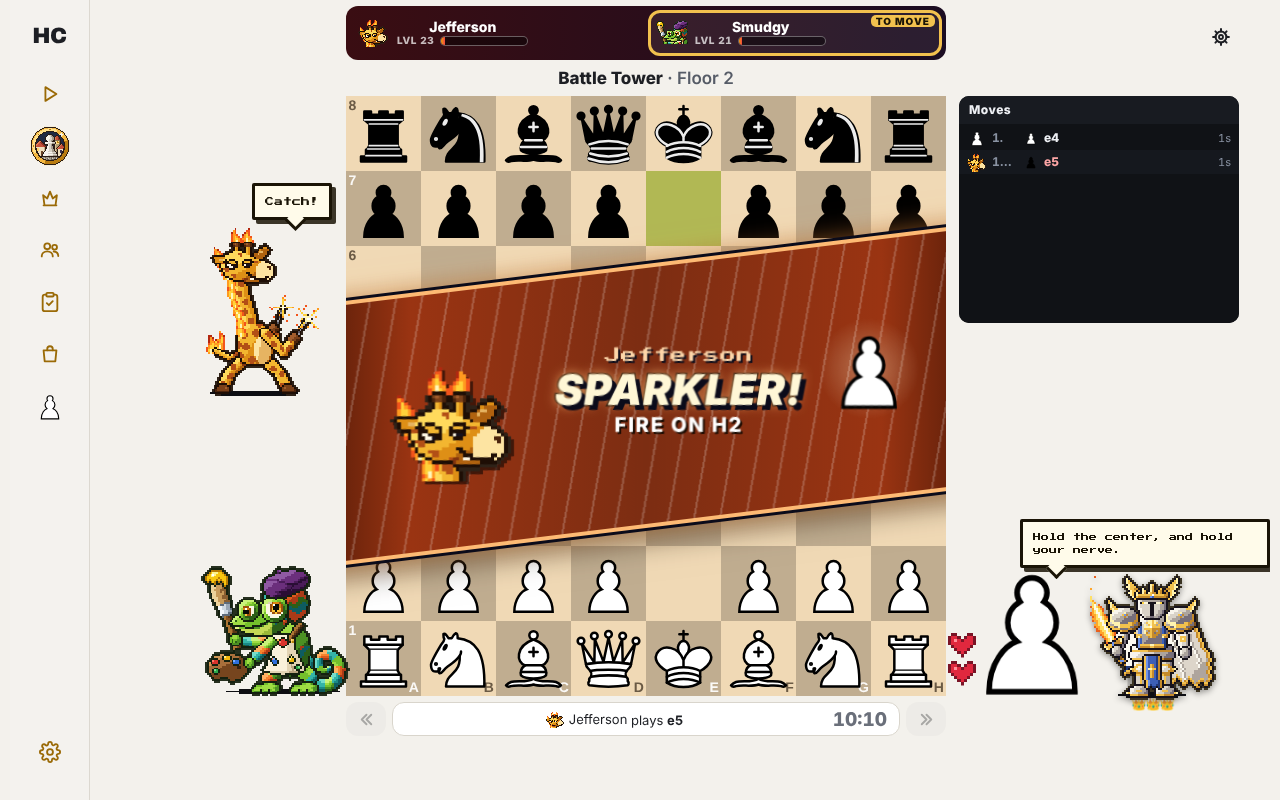 HC
Jefferson
LVL 23
Smudgy
LVL 21
TO MOVE
Battle Tower · Floor 2
Moves
1. e4 1s
1... e5 1s
Catch!
8
7
6
Jefferson
SPARKLER!
FIRE ON H2
Hold the center, and hold
your nerve.
1
A B C D E F G H
Jefferson plays e5
10:10